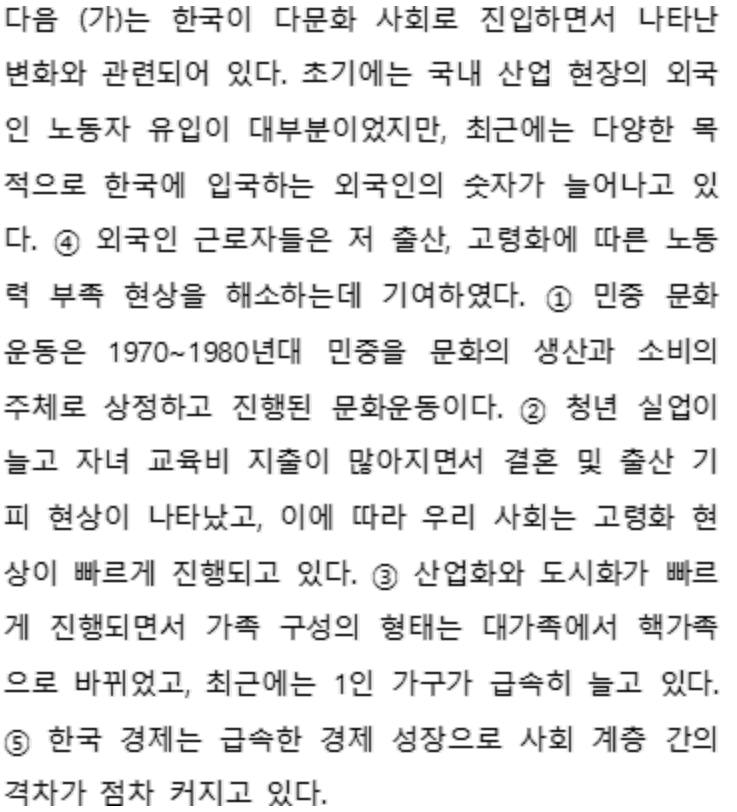 다음 (가)는 한국이 다문화 사회로 진입하면서 나타난
변화와 관련되어 있다. 초기에는 국내 산업 현장의 외국
인 노동자 유입이 대부분이었지만, 최근에는 다양한 목
적으로 한국에 입국하는 외국인의 숫자가 늘어나고 있
다. ④ 외국인 근로자들은 저 출산, 고령화에 따른 노동
력 부족 현상을 해소하는데 기여하였다. ① 민중 문화
운동은 1970~1980년대 민중을 문화의 생산과 소비의
주체로 상정하고 진행된 문화운동이다. ② 청년 실업이
늘고 자녀 교육비 지출이 많아지면서 결혼 및 출산 기
피 현상이 나타났고, 이에 따라 우리 사회는 고령화 현
상이 빠르게 진행되고 있다. ③ 산업화와 도시화가 빠르
게 진행되면서 가족 구성의 형태는 대가족에서 핵가족
으로 바뀌었고, 최근에는 1인 가구가 급속히 늘고 있다.
⑤ 한국 경제는 급속한 경제 성장으로 사회 계층 간의
격차가 점차 커지고 있다.